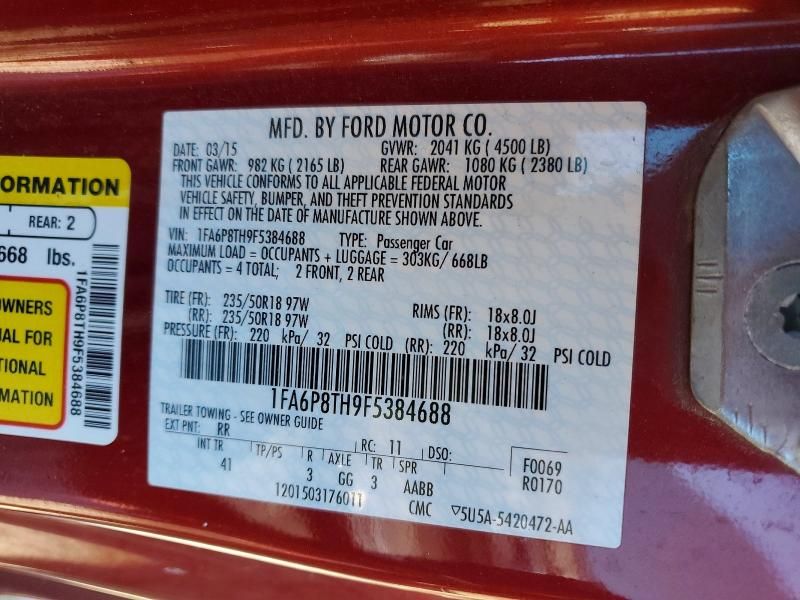 MFD. BY FORD MOTOR CO.
DATE: 03/15 GVWR: 2041 KG ( 4500 LB)
FRONT GAWR: 982 KG ( 2165 LB) REAR GAWR: 1080 KG ( 2380 LB)
THIS VEHICLE CONFORMS TO ALL APPLICABLE FEDERAL MOTOR
VEHICLE SAFETY, BUMPER, AND THEFT PREVENTION STANDARDS
IN EFFECT ON THE DATE OF MANUFACTURE SHOWN ABOVE.
VIN: 1FA6P8TH9F5384688 TYPE: Passenger Car
MAXIMUM LOAD = OCCUPANTS + LUGGAGE = 303KG/ 668LB
OCCUPANTS = 4 TOTAL; 2 FRONT, 2 REAR
TIRE (FR): 235/50R18 97W RIMS (FR): 18x8.0J
(RR): 235/50R18 97W (RR): 18x8.0J
PRESSURE (FR): 220 kPa/ 32 PSI COLD (RR): 220 kPa/ 32 PSI COLD
1FA6P8TH9F5384688
TRAILER TOWING - SEE OWNER GUIDE
EXT PNT: RR RC: 11 DSO: F0069
INT TR TP/PS R AXLE TR SPR R0170
41 3 GG 3 AABB
1201503176011 CMC ▽5U5A-5420472-AA
ORMATION
REAR: 2
668 lbs.
OWNERS
UAL FOR
TIONAL
RMATION
1FA6P8TH9F5384688